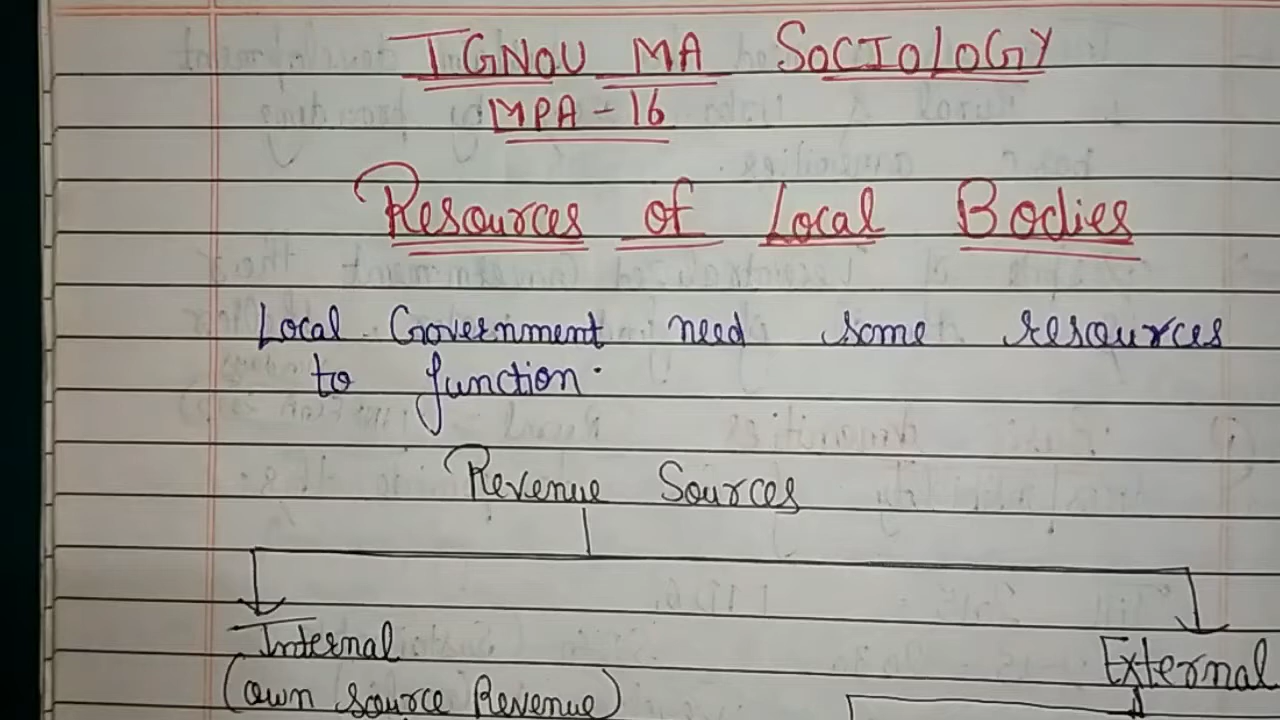 IGNOU MA SOCIOLOGY
MPA-16
Resources of Local Bodies
Local Government need some resources
to function.
Revenue Sources
Internal
External
(own source Revenue)